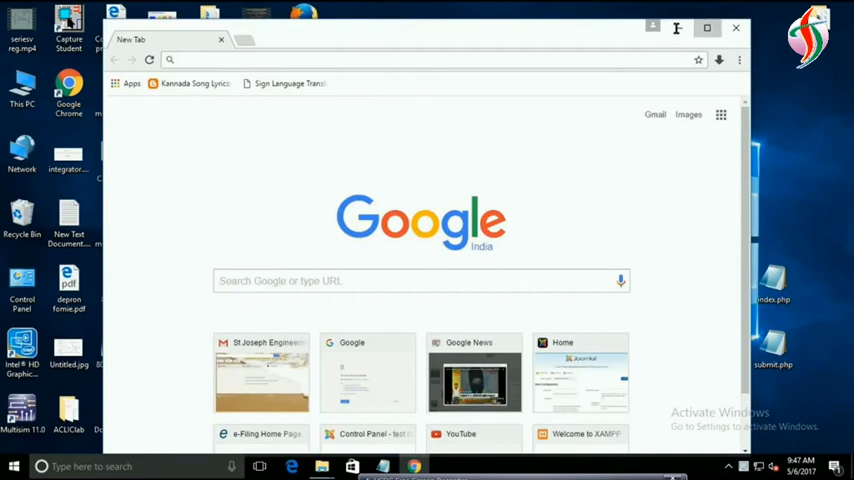 seriesv
reg.mp4
Capture
Student
This PC
Google
Chrome
Network
integrator....
Recycle Bin
New Text
Document...
Control
Panel
depron
fomie.pdf
Intel® HD
Graphic...
Untitled.jpg
Multisim 11.0
ACLIClab
New Tab
Apps
Kannada Song Lyrics
Sign Language Trans
Gmail
Images
Google
India
Search Google or type URL
St Joseph Engineer
Google
Google News
Home
Joomla!
e-Filing Home Page,
Control Panel - test.c
YouTube
Welcome to XAMPP
index.php
submit.php
Activate Windows
Go to Settings to activate Windows.
Type here to search
9:47 AM
5/6/2017